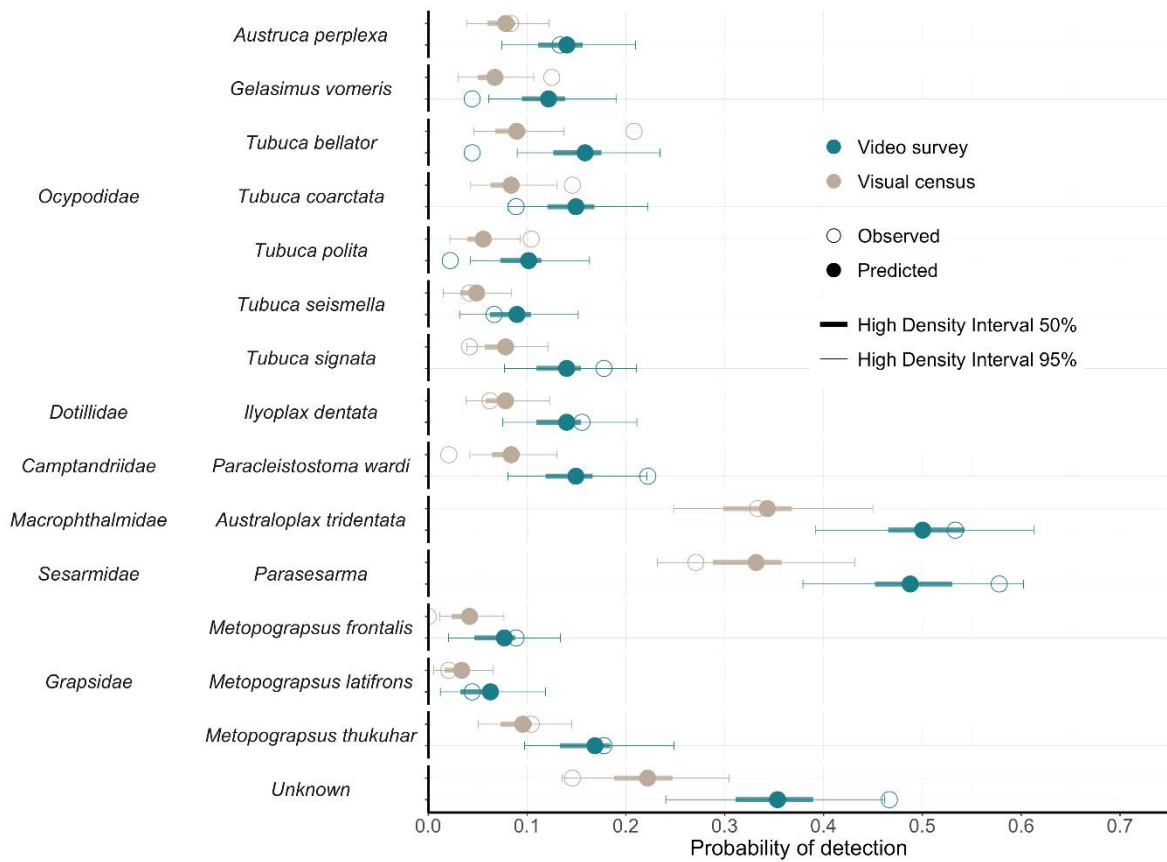 Austruca perplexa
Gelasimus vomeris
Tubuca bellator
Ocypodidae Tubuca coarctata
Tubuca polita
Tubuca seismella
Tubuca signata
Dotillidae Ilyoplax dentata
Camptandriidae Paracleistostoma wardi
Macrophthalmidae Australoplax tridentata
Sesarmidae Parasesarma
Metopograpsus frontalis
Grapsidae Metopograpsus latifrons
Metopograpsus thukuhar
Unknown
Video survey
Visual census
Observed
Predicted
High Density Interval 50%
High Density Interval 95%
0.0 0.1 0.2 0.3 0.4 0.5 0.6 0.7
Probability of detection